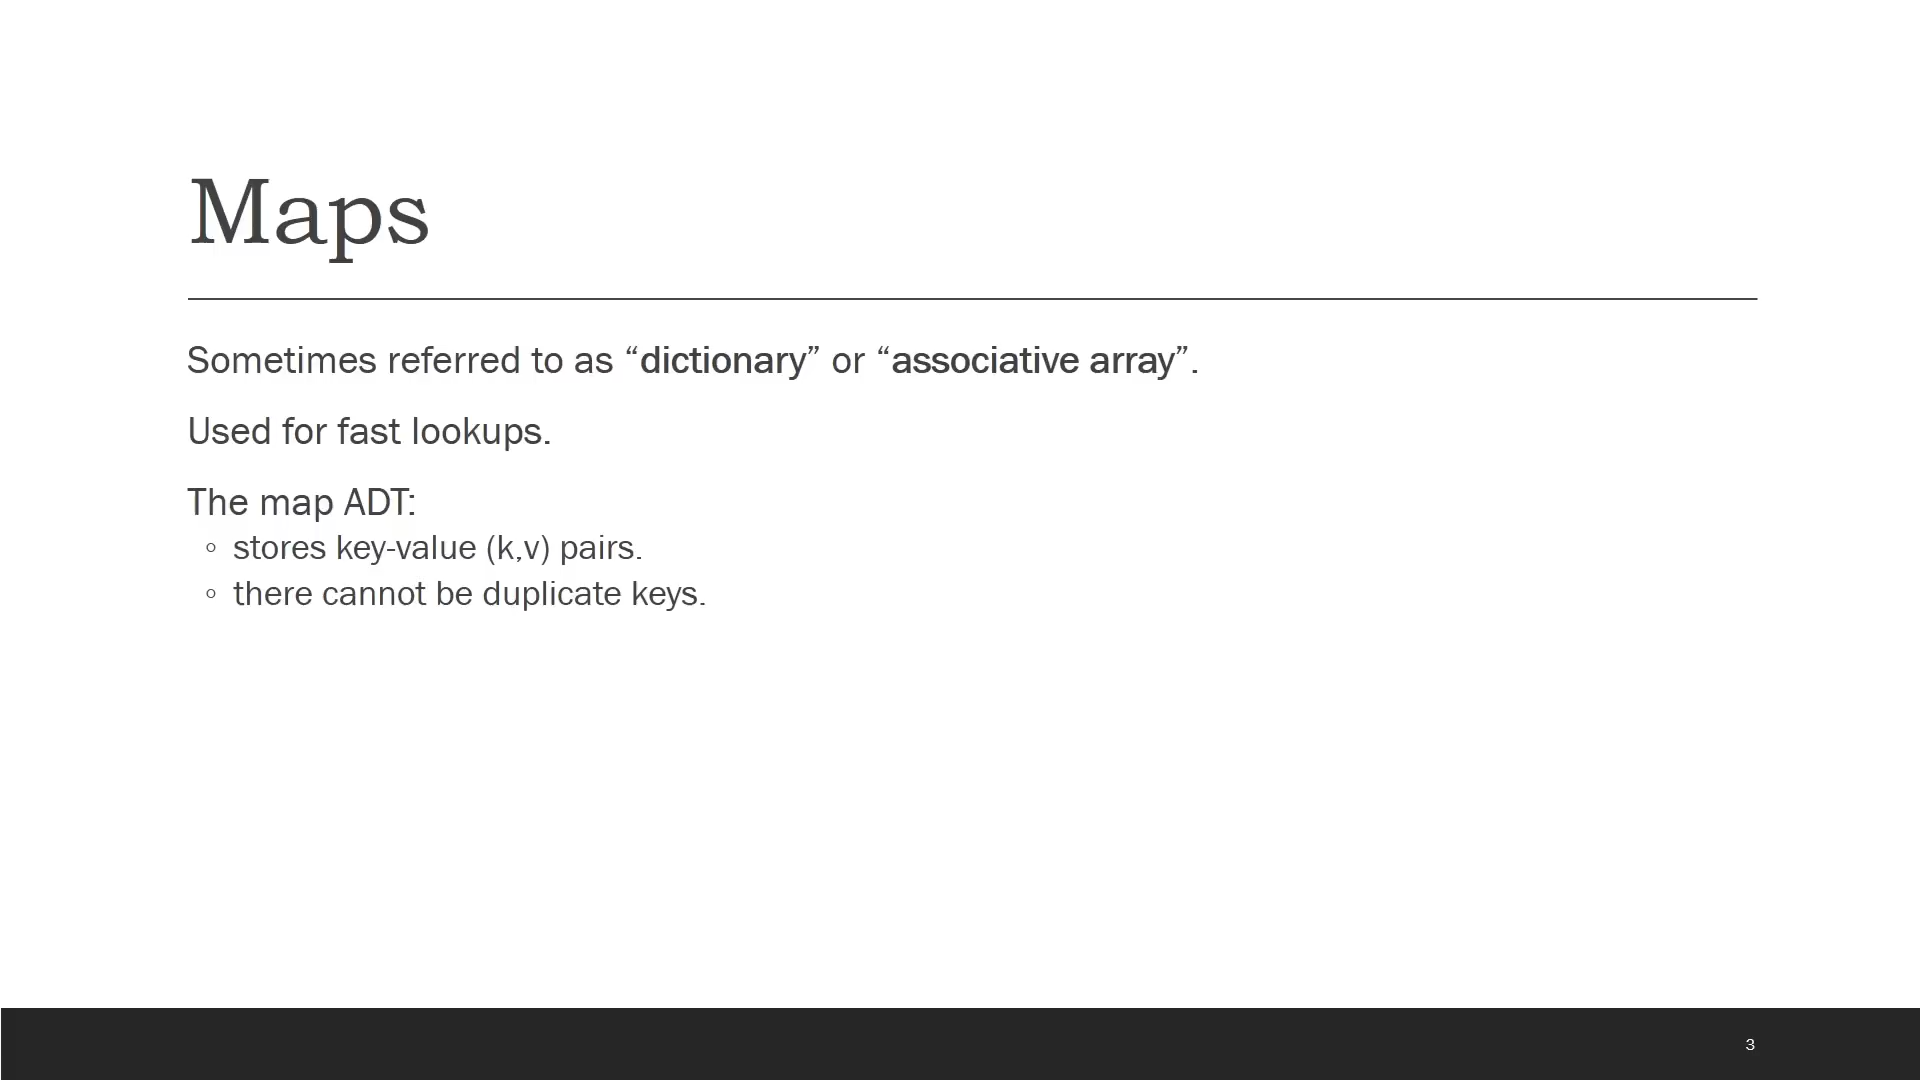 Maps
Sometimes referred to as “dictionary” or “associative array”.
Used for fast lookups.
The map ADT:
◦ stores key-value (k,v) pairs.
◦ there cannot be duplicate keys.
3